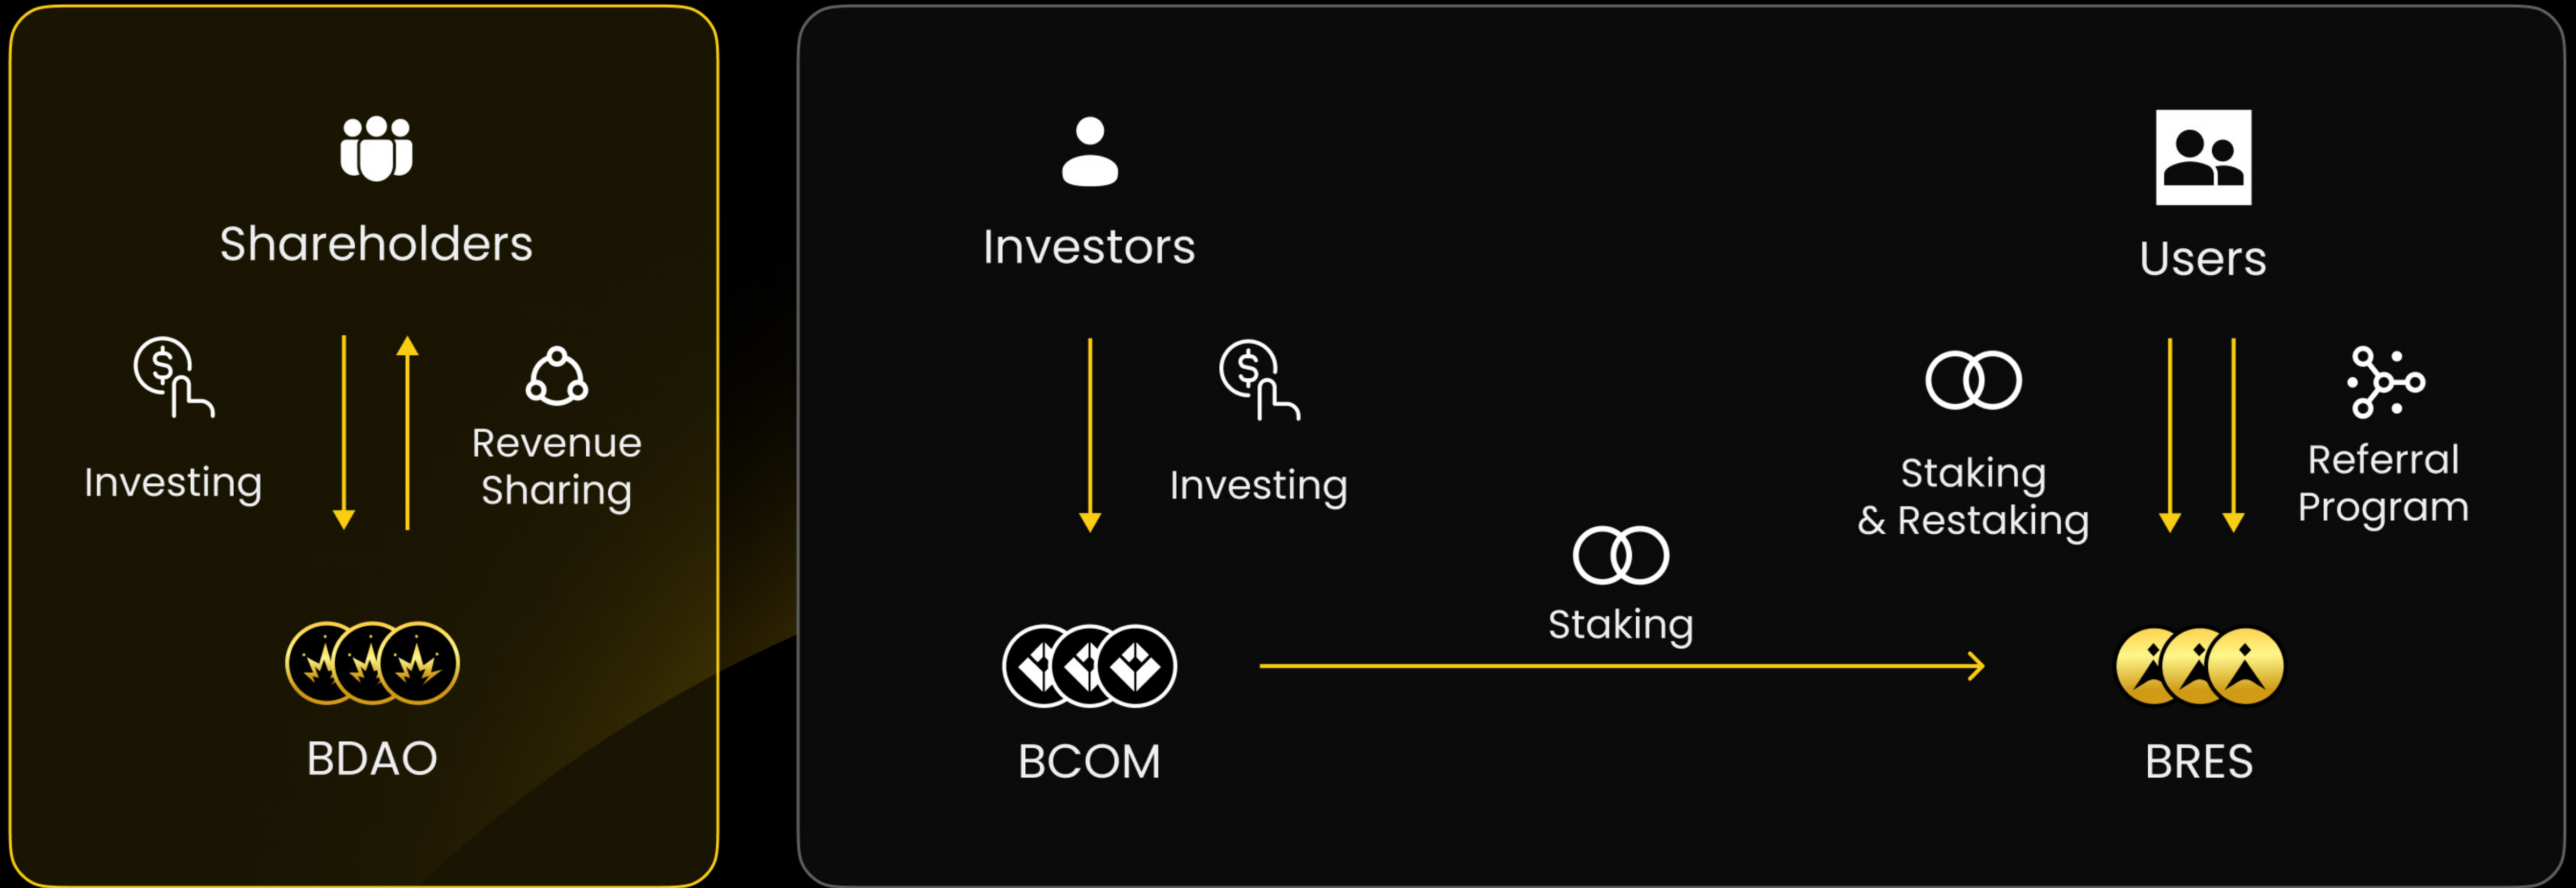 Shareholders
Investing
Revenue
Sharing
BDAO
Investors
Investing
BCOM
Staking
Users
Staking
& Restaking
Referral
Program
BRES